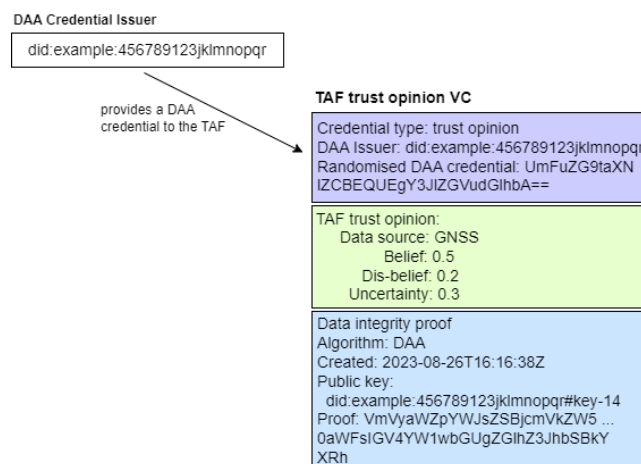 DAA Credential Issuer
did:example:456789123jklmnopqr
provides a DAA
credential to the TAF
TAF trust opinion VC
Credential type: trust opinion
DAA Issuer: did:example:456789123jklmnopqr
Randomised DAA credential: UmFuZG9taXN
lZCBEQUEgY3JlZGVudGlhbA==
TAF trust opinion:
Data source: GNSS
Belief: 0.5
Dis-belief: 0.2
Uncertainty: 0.3
Data integrity proof
Algorithm: DAA
Created: 2023-08-26T16:16:38Z
Public key:
did:example:456789123jklmnopqr#key-14
Proof: VmVyaWZpYWJsZSBjcmVkZW5 ...
0aWFsIGV4YW1wbGUgZGlhZ3JhbSBkY
XRh